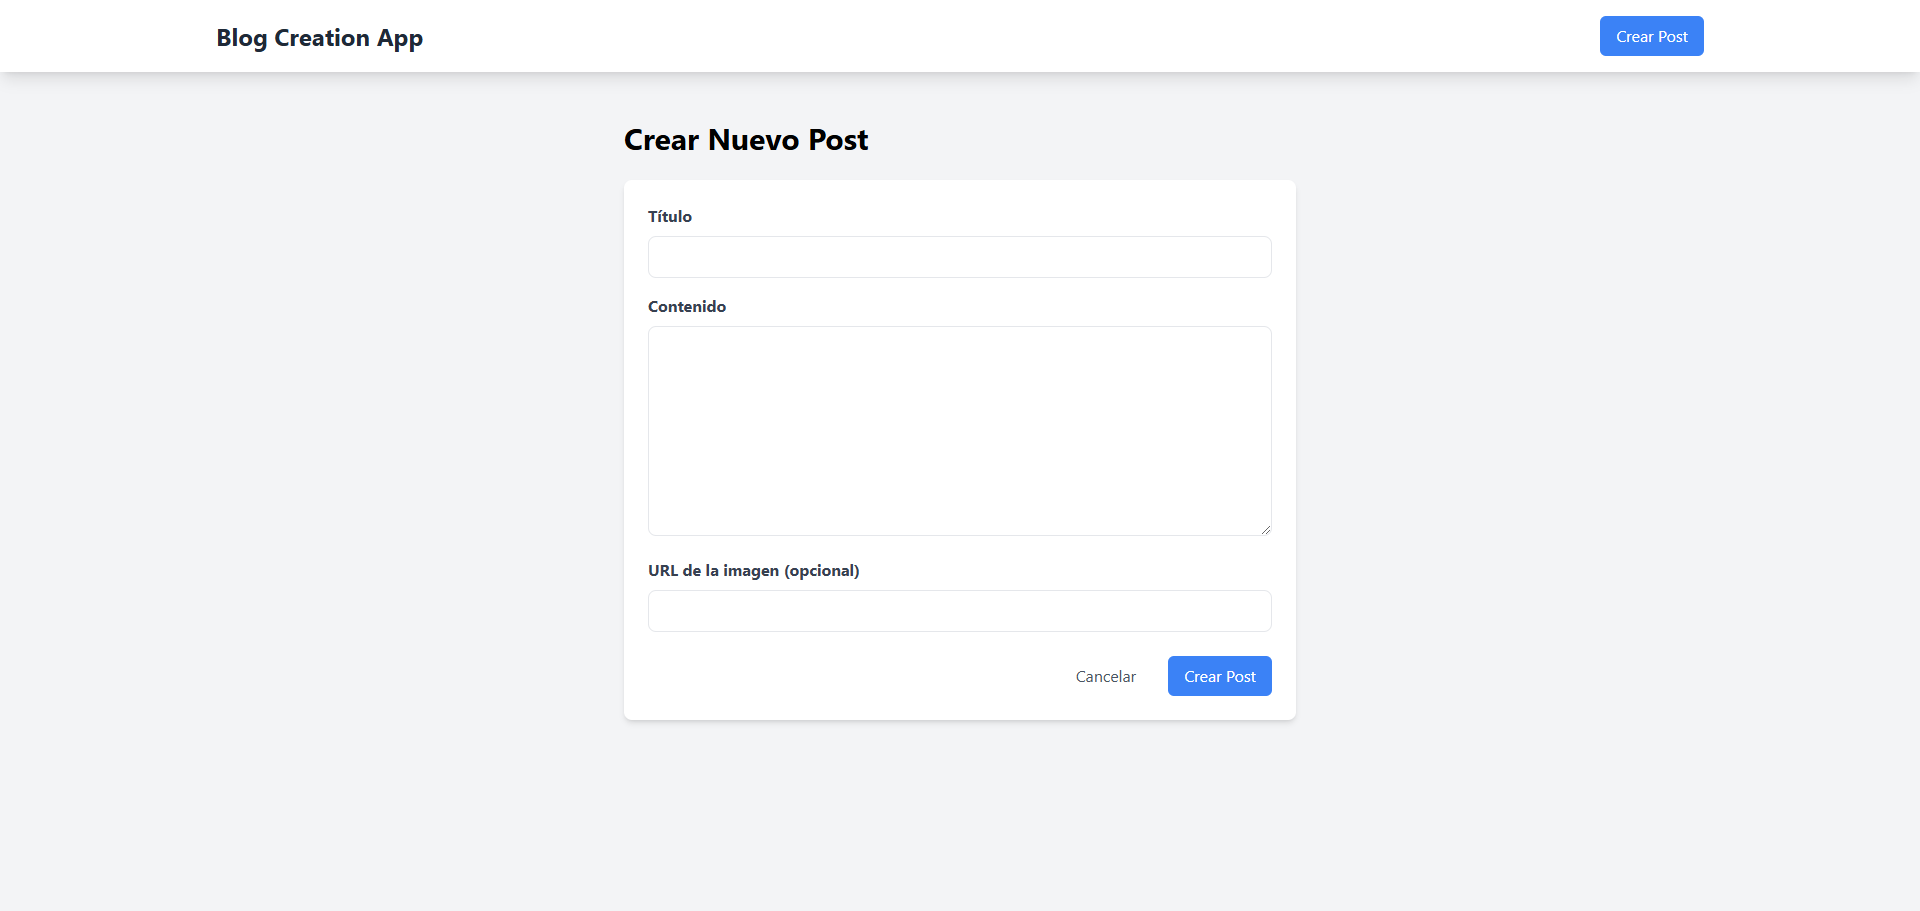 Blog Creation App
Crear Post
Crear Nuevo Post
Título
Contenido
URL de la imagen (opcional)
Cancelar
Crear Post